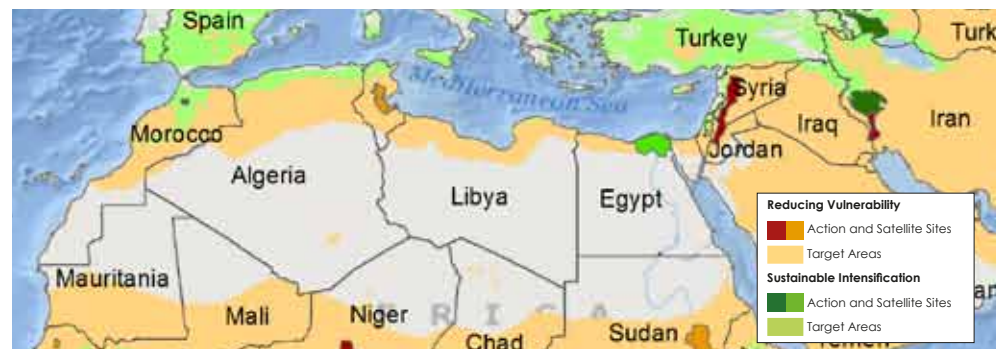 Spain
Turkey
Turk
Mediterranean Sea
Syria
Morocco
Iraq
Iran
Jordan
Algeria
Libya
Egypt
Reducing Vulnerability
Action and Satellite Sites
Target Areas
Sustainable Intensification
Action and Satellite Sites
Target Areas
Mauritania
Mali
Niger
R I C A
Chad
Sudan
Yemen